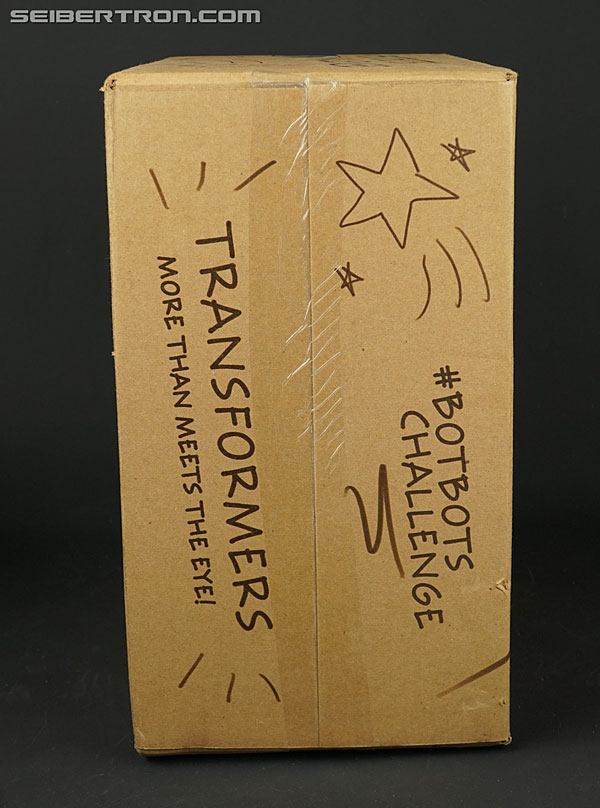 SEIBERTRON.COM
#BOTBOTS
CHALLENGE
TRANSFORMERS
MORE THAN MEETS THE EYE!